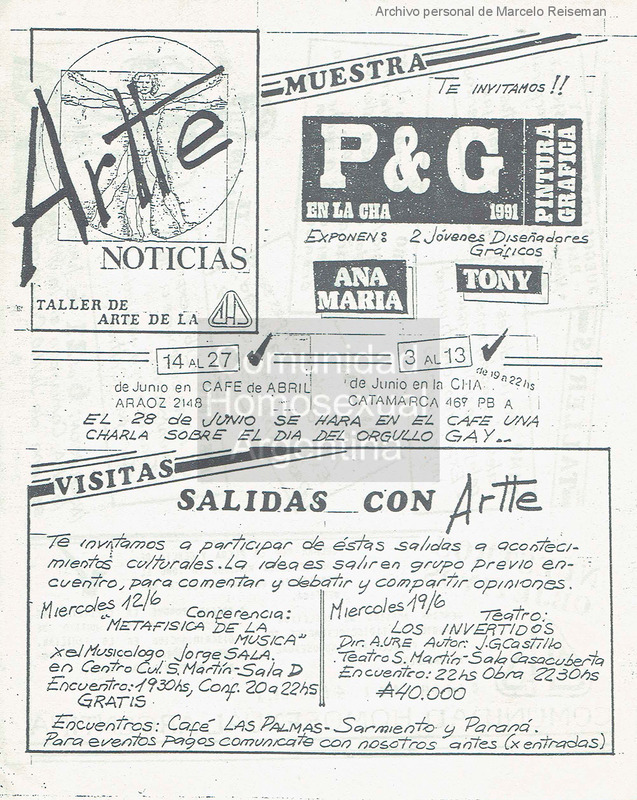 Archivo personal de Marcelo Reiseman
Artte
NOTICIAS
TALLER DE
ARTE DE LA CHA
MUESTRA
TE INVITAMOS!!
P&G
EN LA CHA 1991
PINTURA
GRAFICA
EXPONEN: 2 Jóvenes Diseñadores
Gráficos
ANA
MARIA
TONY
14 AL 27
3 AL 13
de 19 a 22hs
de Junio en CAFE de ABRIL
ARAOZ 2148
de Junio en la CHA
CATAMARCA 469 PB A
Comunidad
Homosexual
Argentina
EL - 28 de JUNIO SE HARA EN EL CAFE UNA
CHARLA SOBRE EL DIA DEL ORGULLO GAY...
VISITAS
SALIDAS CON Artte
Te invitamos a participar de éstas salidas a aconteci-
mientos culturales. La idea es salir en grupo previo en-
cuentro, para comentar y debatir y compartir opiniones.
Miercoles 12/6
Conferencia:
"METAFISICA DE LA
MUSICA"
x el Musicologo Jorge SALA
en Centro Cul. S. Martín - Sala D
Encuentro: 1930hs, Conf. 20 a 22hs
GRATIS
Miercoles 19/6
Teatro:
LOS INVERTIDOS
Dir. A. URE Autor: J.G Castillo
Teatro S. Martín - Sala Casacuberta
Encuentro: 22hs Obra 2230hs
₳40.000
Encuentros: Café LAS PALMAS - Sarmiento y Paraná.
Para eventos pagos comunicate con nosotros antes (x entradas)